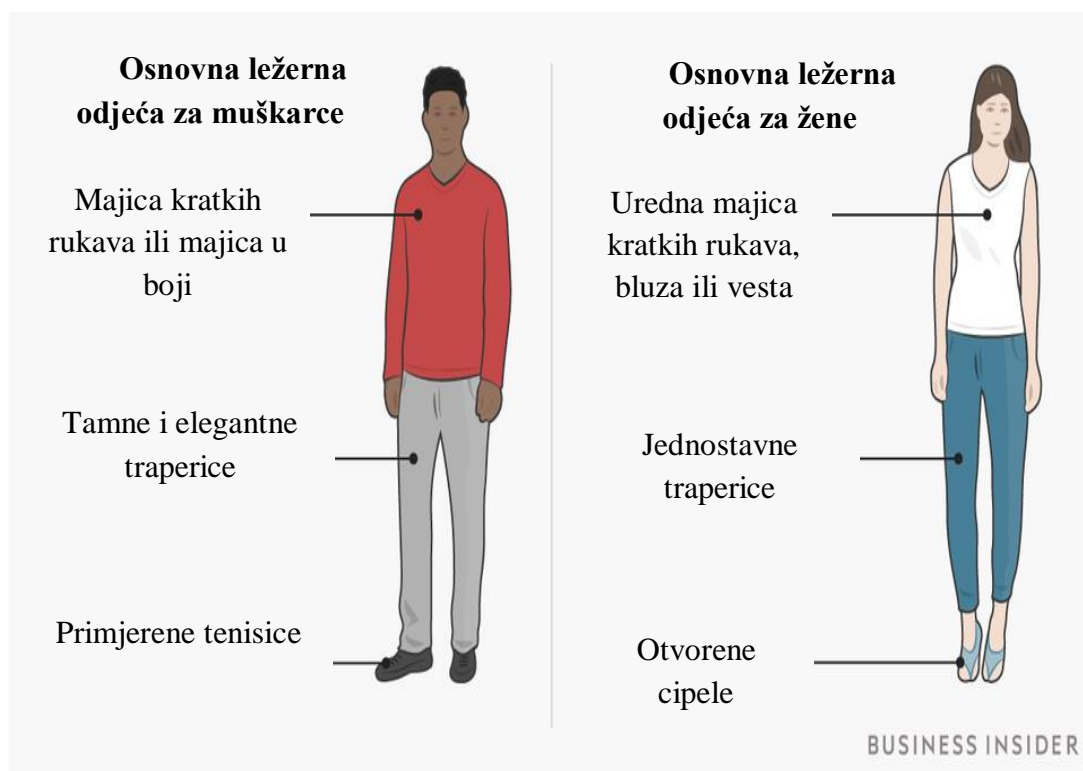 Osnovna ležerna
odjeća za muškarce
Majica kratkih
rukava ili majica u
boji
Tamne i elegantne
traperice
Primjerene tenisice
Osnovna ležerna
odjeća za žene
Uredna majica
kratkih rukava,
bluza ili vesta
Jednostavne
traperice
Otvorene
cipele
BUSINESS INSIDER